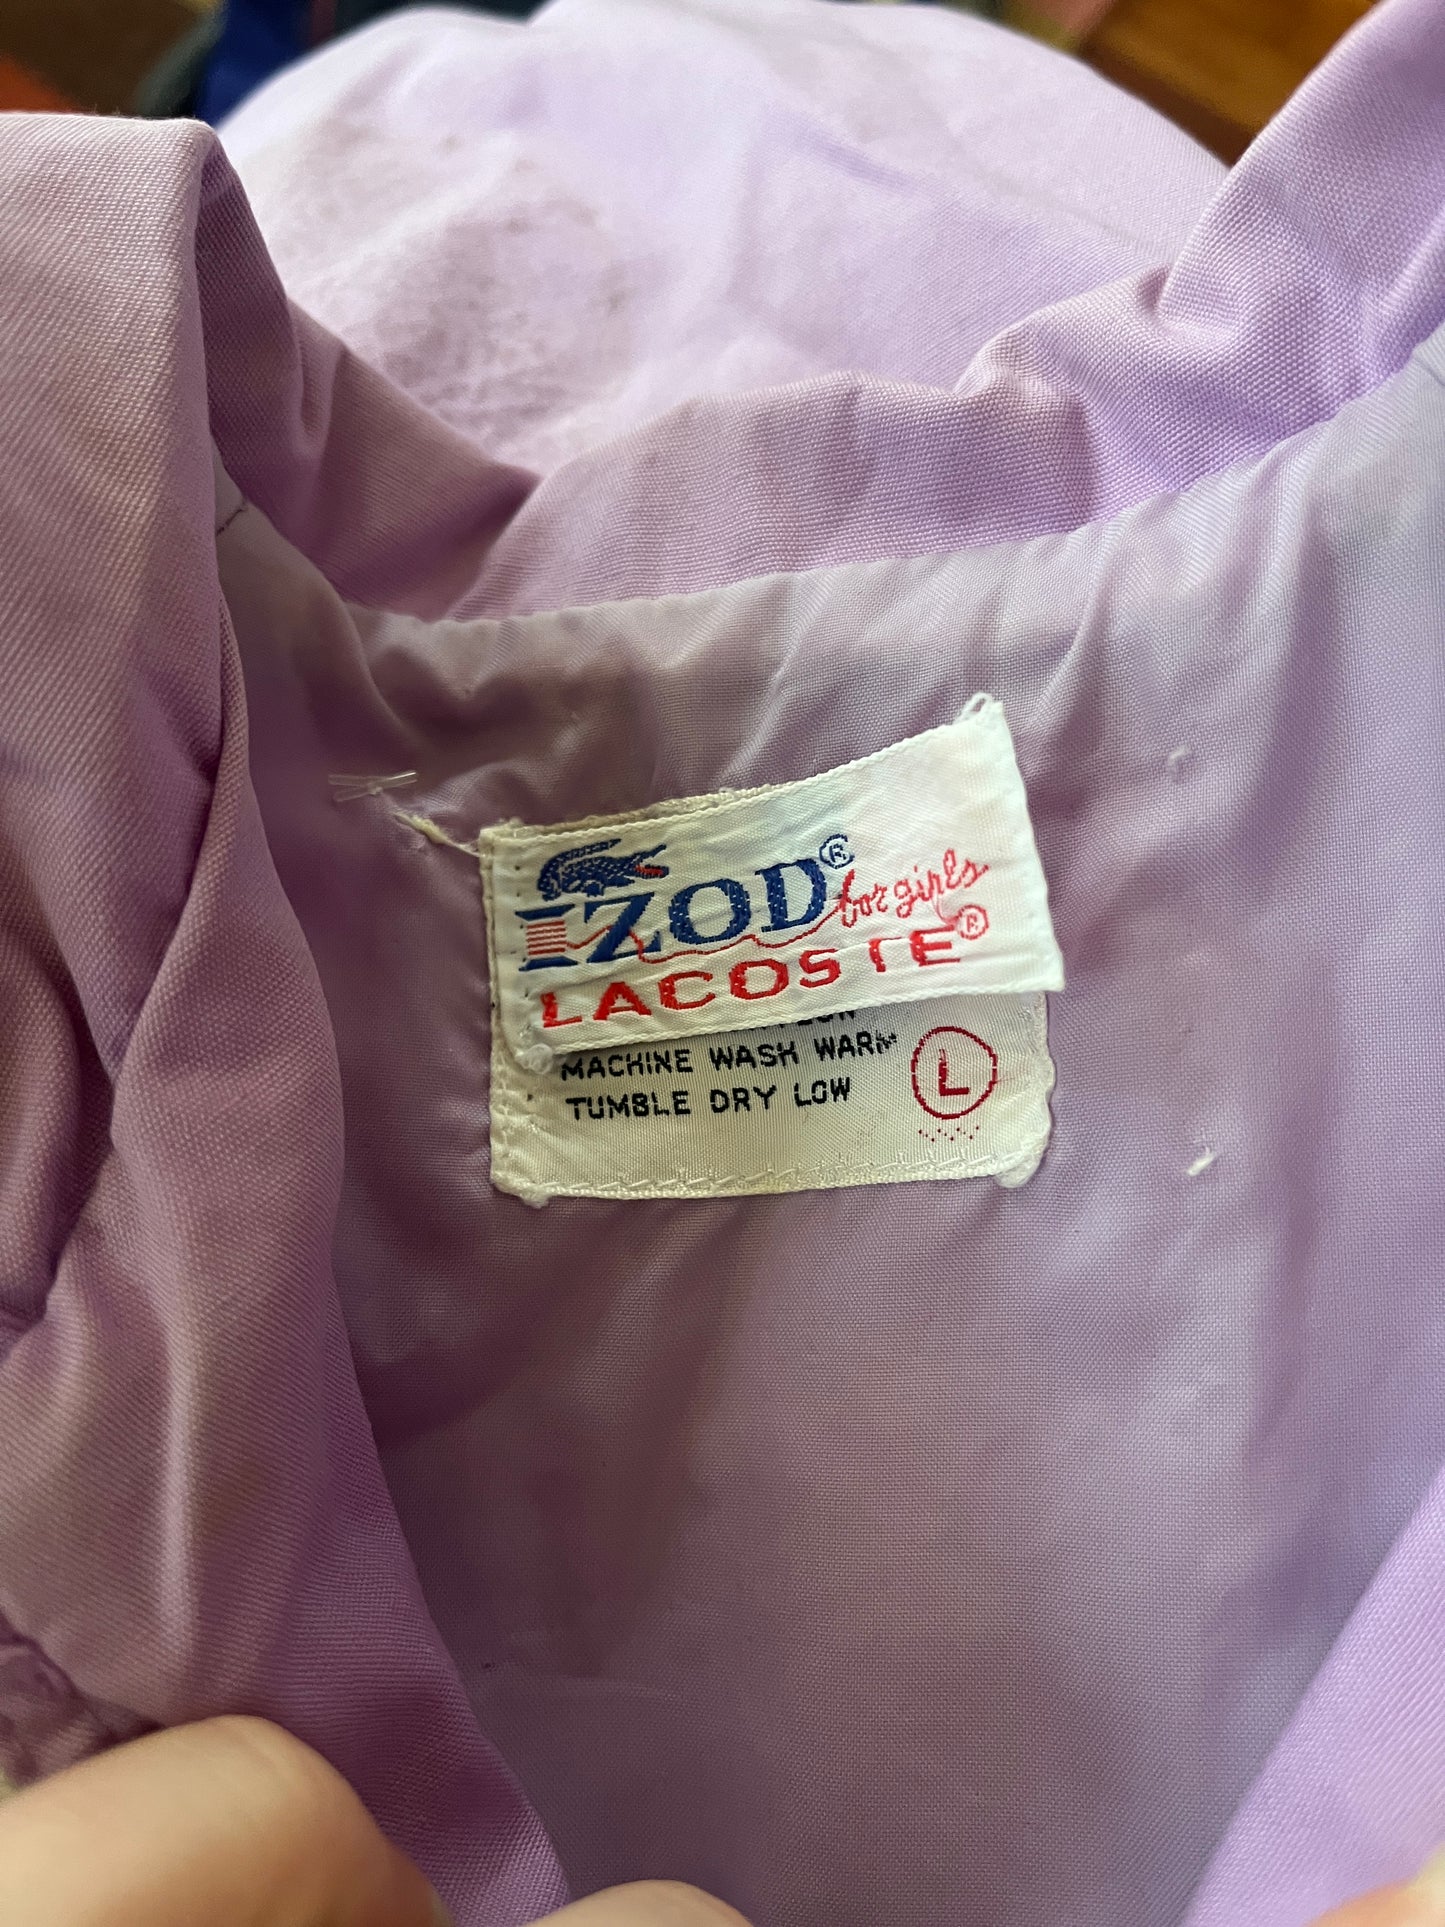 IZOD® for girls
LACOSTE®
MACHINE WASH WARM
TUMBLE DRY LOW
L